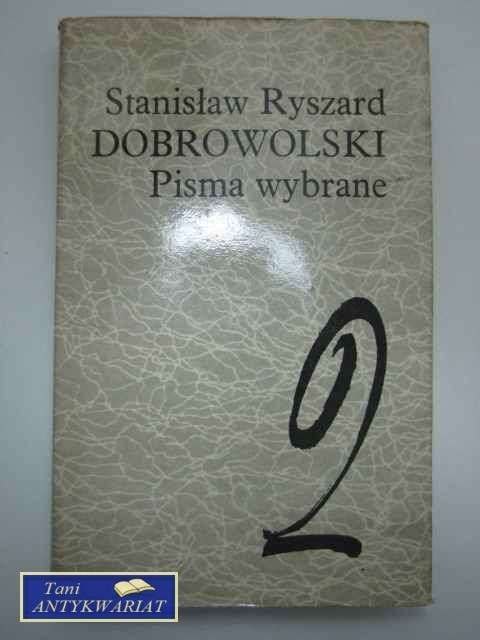 Stanisław Ryszard
DOBROWOLSKI
Pisma wybrane
2
Tani
ANTYKWARIAT